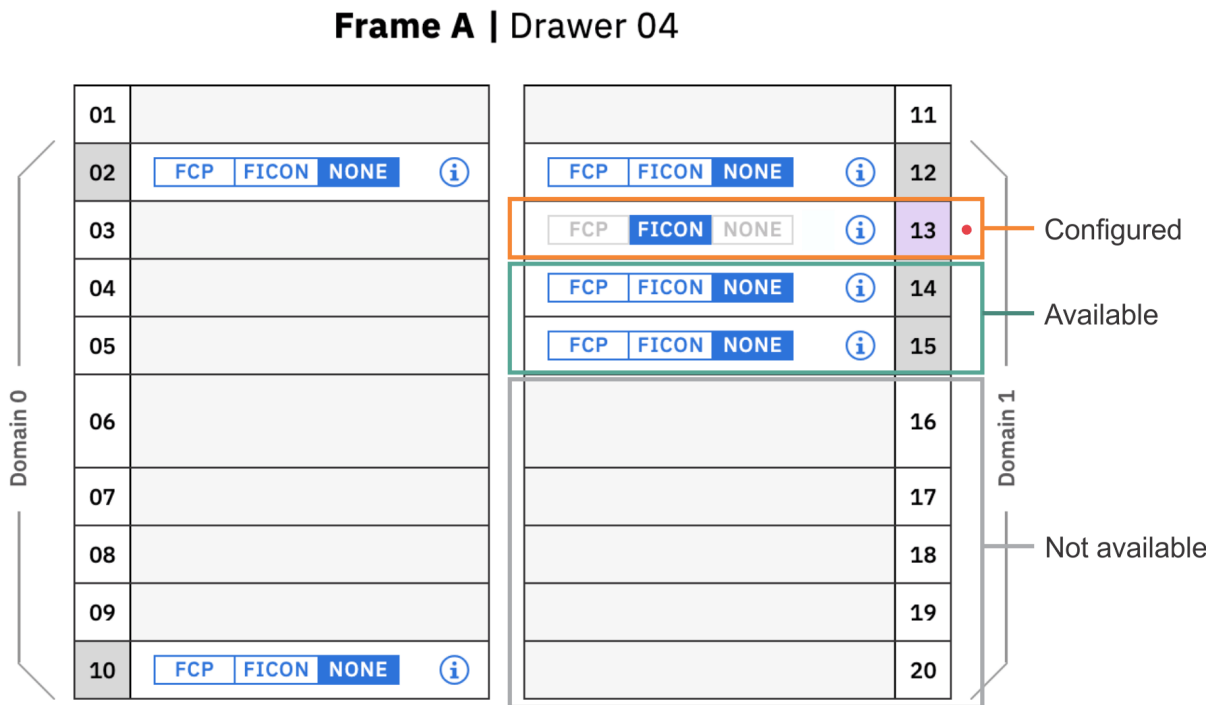 Frame A | Drawer 04
01
02 FCP FICON NONE i
03
04
05
06
07
08
09
10 FCP FICON NONE i
Domain 0
11
FCP FICON NONE i 12
FCP FICON NONE i 13
FCP FICON NONE i 14
FCP FICON NONE i 15
16
17
18
19
20
Domain 1
Configured
Available
Not available